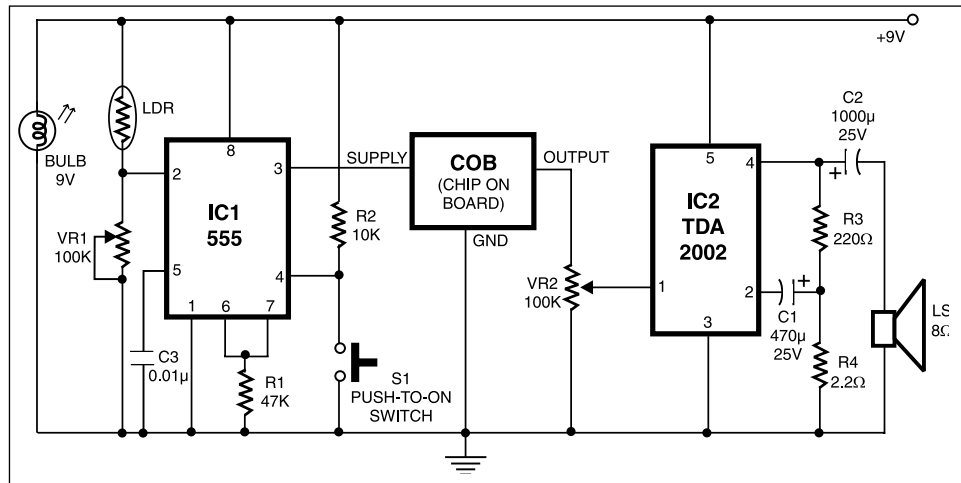 +9V
LDR
BULB
9V
VR1
100K
2
8
3
IC1
555
5
4
1
6
7
C3
0.01µ
R1
47K
R2
10K
S1
PUSH-TO-ON
SWITCH
SUPPLY
COB
(CHIP ON
BOARD)
OUTPUT
GND
VR2
100K
5
4
IC2
TDA
2002
1
2
3
C2
1000µ
25V
+
R3
220Ω
+
C1
470µ
25V
R4
2.2Ω
LS
8Ω